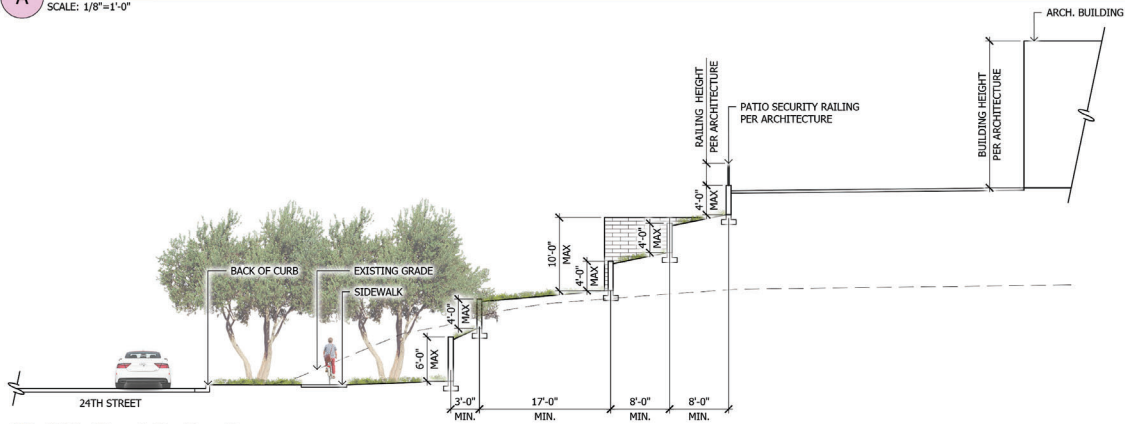 A
SCALE: 1/8"=1'-0"
ARCH. BUILDING
RAILING HEIGHT
PER ARCHITECTURE
PATIO SECURITY RAILING
PER ARCHITECTURE
BUILDING HEIGHT
PER ARCHITECTURE
4'-0"
MAX
10'-0"
MAX
4'-0"
MAX
4'-0"
MAX
BACK OF CURB
EXISTING GRADE
SIDEWALK
4'-0"
MAX
6'-0"
MAX
24TH STREET
3'-0"
MIN.
17'-0"
MIN.
8'-0"
MIN.
8'-0"
MIN.